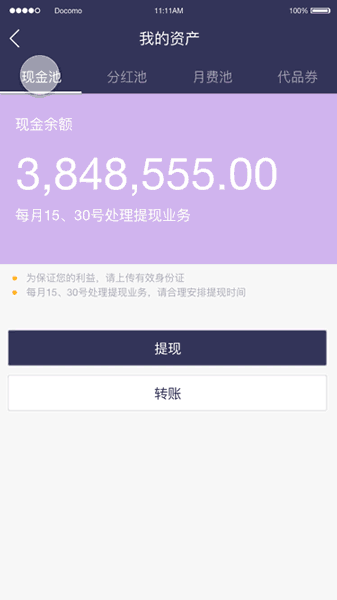 Docomo 11:11AM 100%
我的资产
现金池 分红池 月费池 代品券
现金余额
3,848,555.00
每月15、30号处理提现业务
为保证您的利益，请上传有效身份证
每月15、30号处理提现业务，请合理安排提现时间
提现
转账